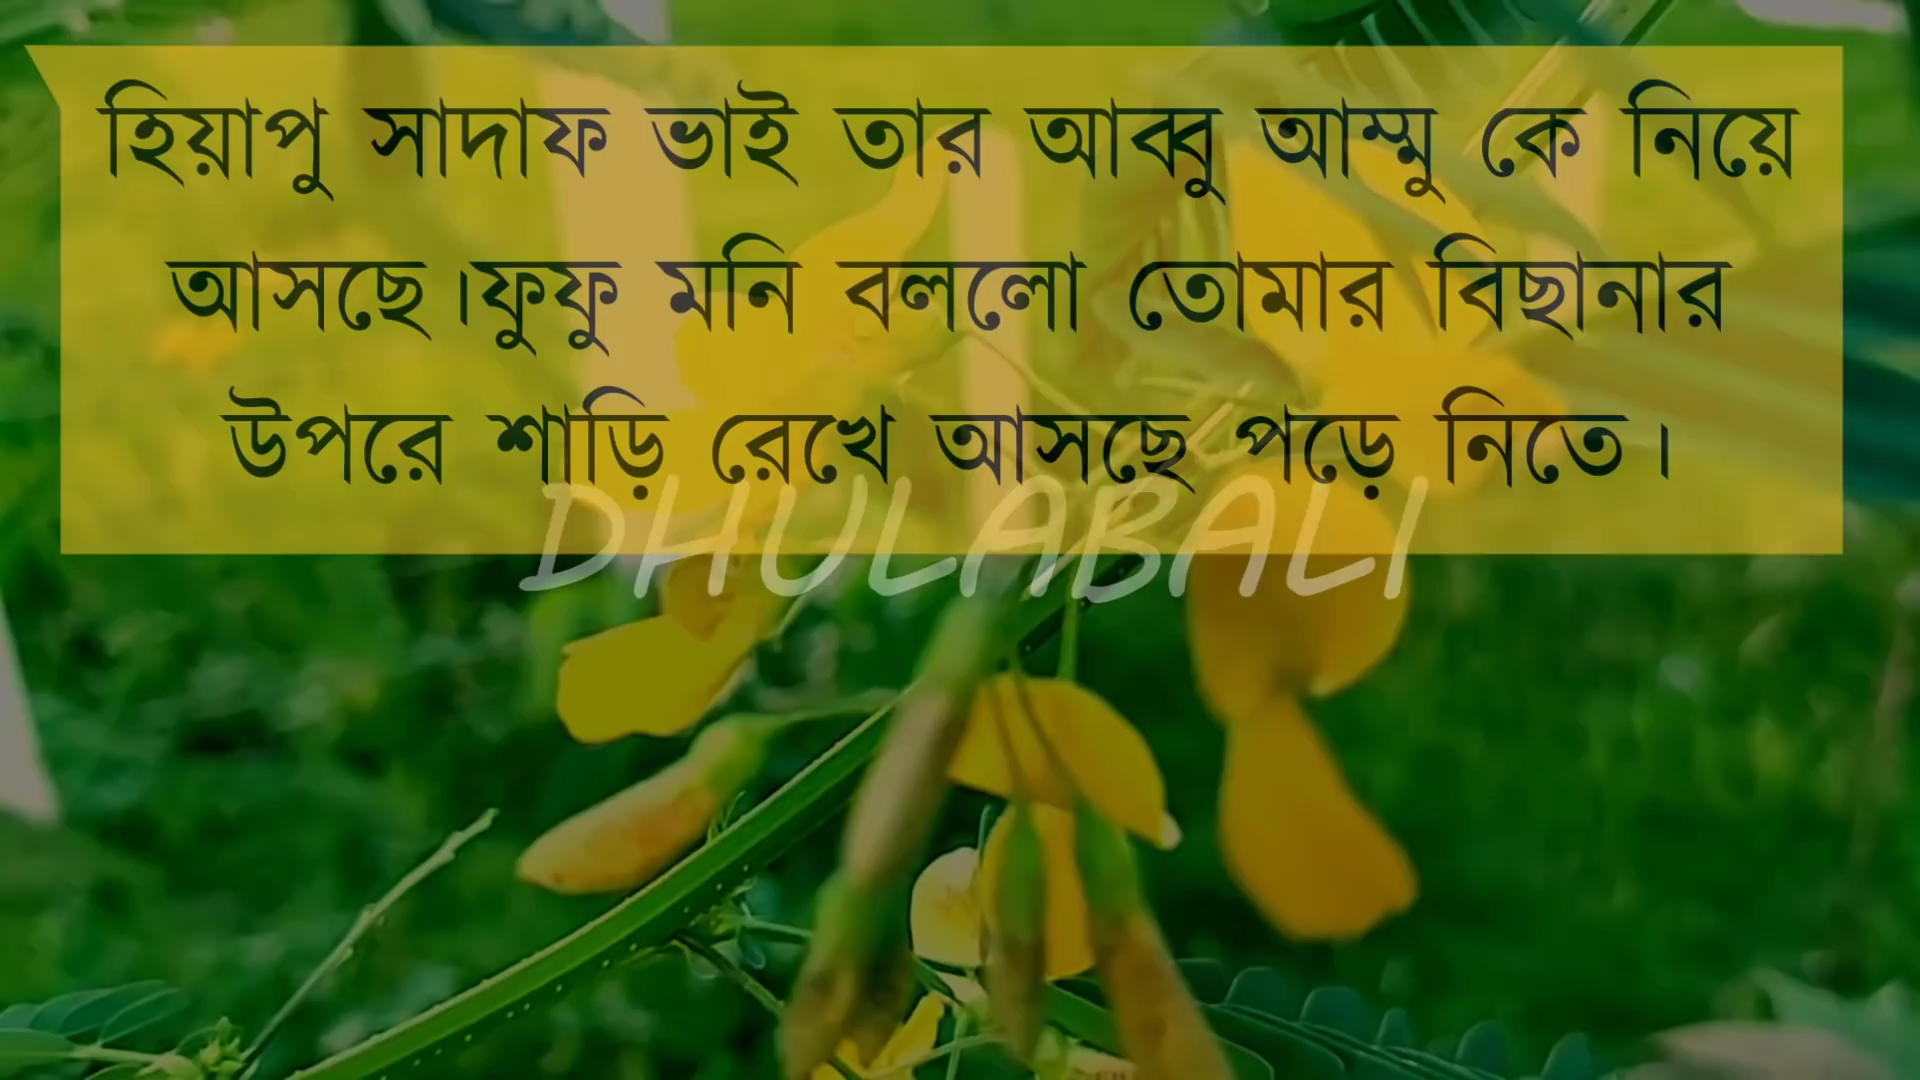 হিয়াপু সাদাফ ভাই তার আব্বু আম্মু কে নিয়ে
আসছে।ফুফু মনি বললো তোমার বিছানার
উপরে শাড়ি রেখে আসছে পড়ে নিতে।
DHULABALI